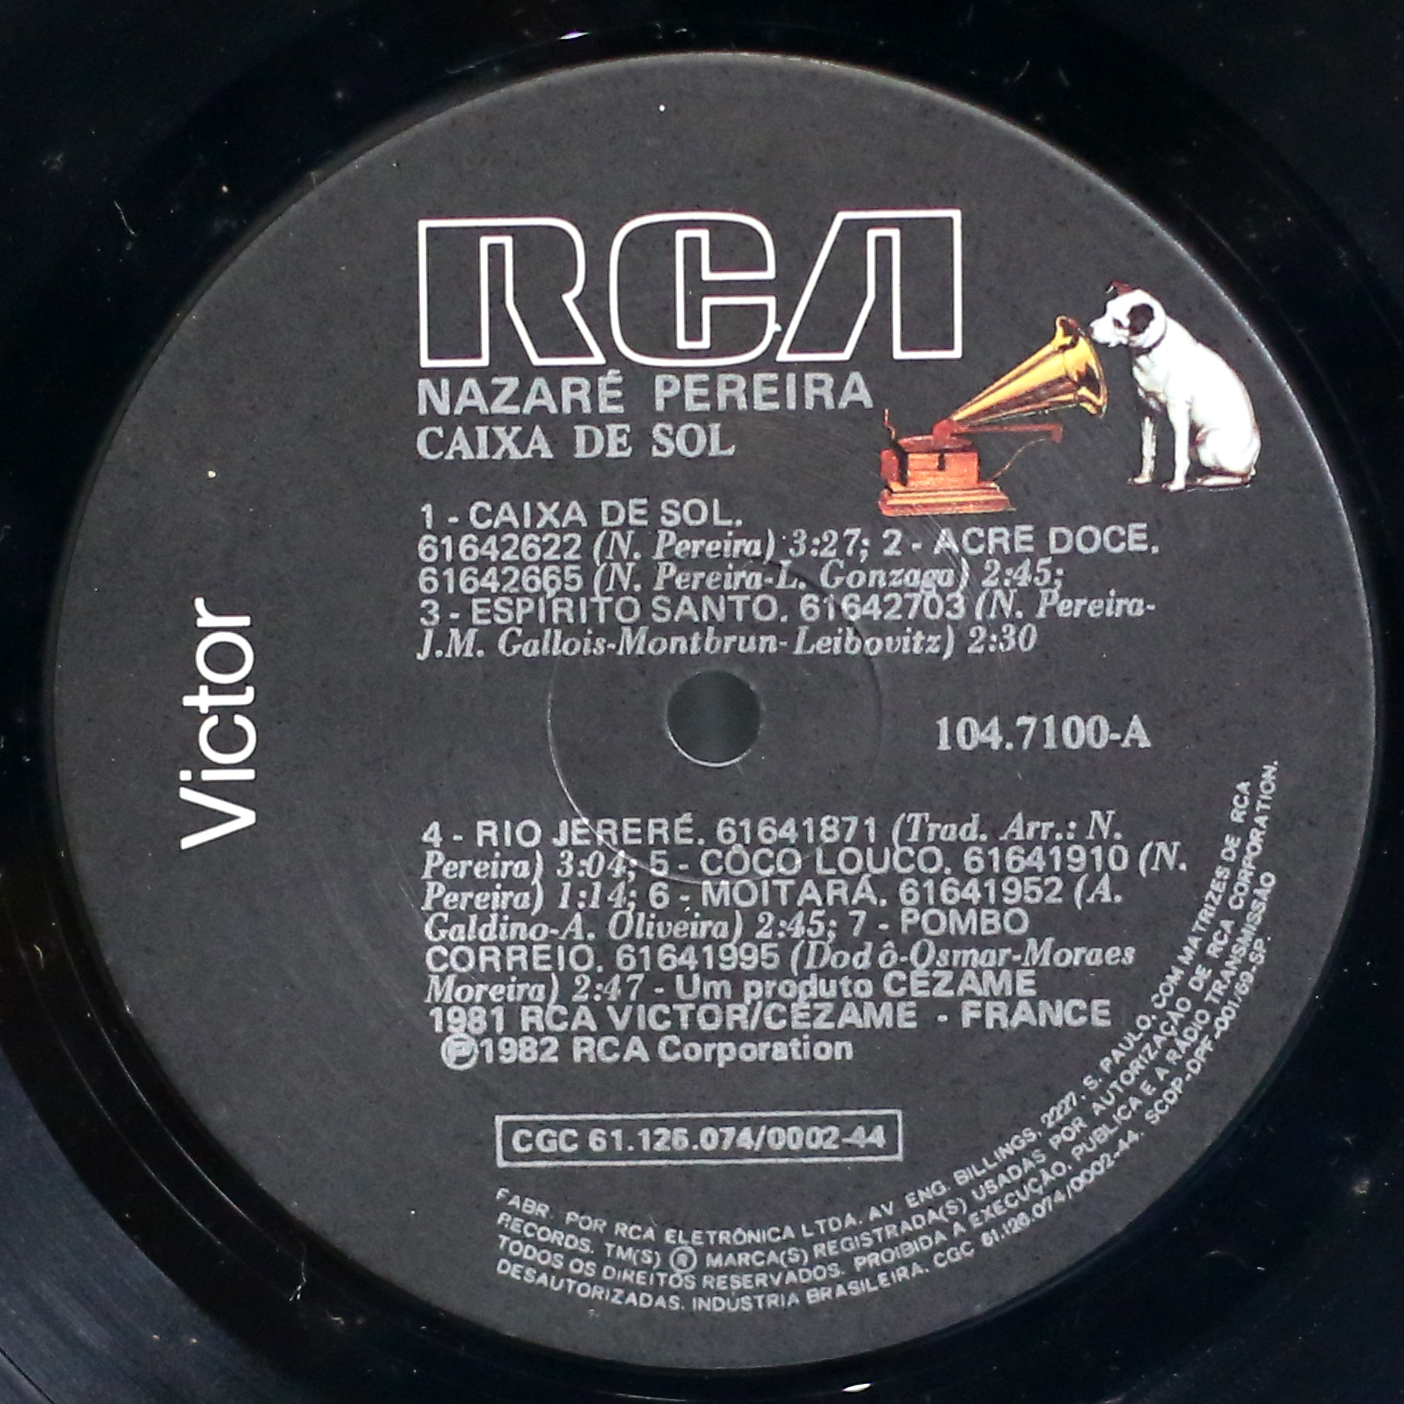 RCA
NAZARÉ PEREIRA
CAIXA DE SOL
1 - CAIXA DE SOL.
61642622 (N. Pereira) 3:27; 2 - ACRE DOCE.
61642665 (N. Pereira-L. Gonzaga) 2:45;
3 - ESPÍRITO SANTO. 61642703 (N. Pereira-
J.M. Gallois-Montbrun-Leibovitz) 2:30
Victor
104.7100-A
4 - RIO JERERÉ. 61641871 (Trad. Arr.: N.
Pereira) 3:04; 5 - CÔCO LOUCO. 61641910 (N.
Pereira) 1:14; 6 - MOITARÁ. 61641952 (A.
Galdino-A. Oliveira) 2:45; 7 - POMBO
CORREIO. 61641995 (Dodô-Osmar-Moraes
Moreira) 2:47 - Um produto CÉZAME
1981 RCA VICTOR/CÉZAME - FRANCE
Ⓟ1982 RCA Corporation
CGC 61.126.074/0002-44
FABR. POR RCA ELETRÔNICA LTDA. AV. ENG. BILLINGS, 2227. S. PAULO, COM MATRIZES DE RCA
RECORDS. TM(S) ® MARCA(S) REGISTRADA(S) USADAS POR AUTORIZAÇÃO DE RCA CORPORATION.
TODOS OS DIREITOS RESERVADOS. PROIBIDA A EXECUÇÃO, PÚBLICA E A RÁDIO TRANSMISSÃO
DESAUTORIZADAS. INDÚSTRIA BRASILEIRA. CGC 61.126.074/0002-44. SCDP-DPF-001/69-SP.